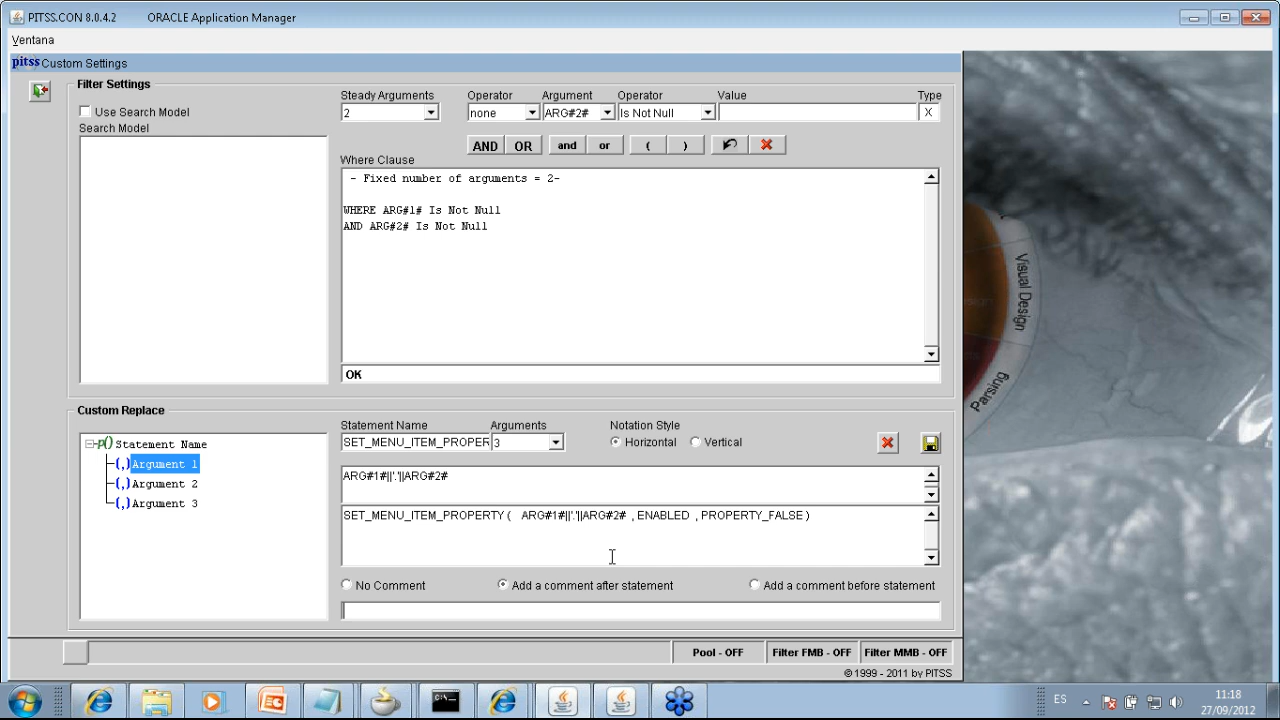 PITSS.CON 8.0.4.2 ORACLE Application Manager
Ventana
pitss Custom Settings
Filter Settings
Use Search Model
Search Model
Steady Arguments Operator Argument Operator Value Type
2 none ARG#2# Is Not Null X
AND OR and or ( )
Where Clause
- Fixed number of arguments = 2-
WHERE ARG#1# Is Not Null
AND ARG#2# Is Not Null
OK
Custom Replace
Statement Name
Argument 1
Argument 2
Argument 3
Statement Name Arguments Notation Style
SET_MENU_ITEM_PROPER 3 Horizontal Vertical
ARG#1#||'.'||ARG#2#
SET_MENU_ITEM_PROPERTY ( ARG#1#||'.'||ARG#2# , ENABLED , PROPERTY_FALSE )
No Comment Add a comment after statement Add a comment before statement
Pool - OFF Filter FMB - OFF Filter MMB - OFF
© 1999 - 2011 by PITSS
Visual Design
Parsing
ES 11:18
27/09/2012